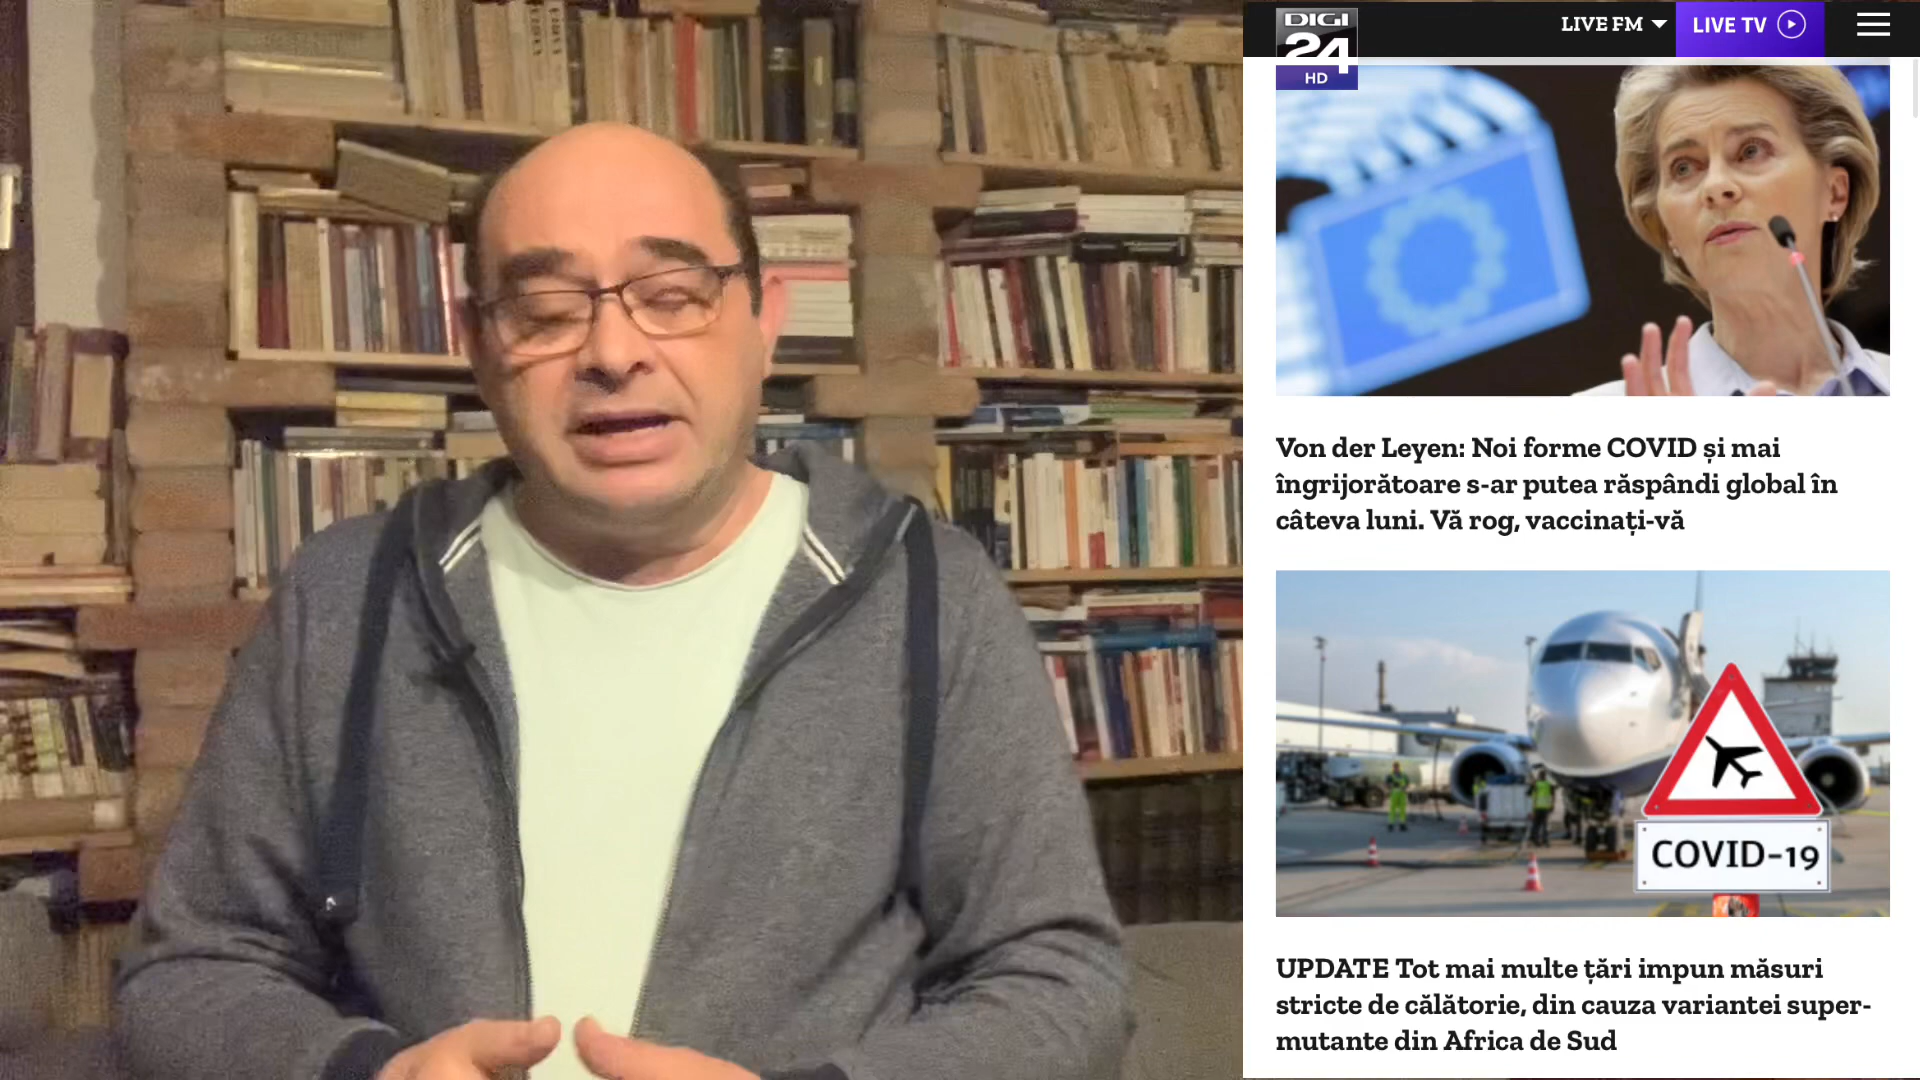 DIGI
24
HD
LIVE FM
LIVE TV
Von der Leyen: Noi forme COVID și mai
îngrijorătoare s-ar putea răspândi global în
câteva luni. Vă rog, vaccinați-vă
COVID-19
UPDATE Tot mai multe țări impun măsuri
stricte de călătorie, din cauza variantei super-
mutante din Africa de Sud